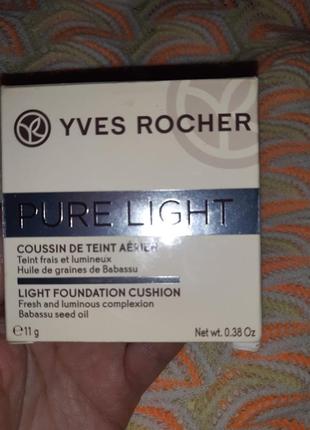 YVES ROCHER
PURE LIGHT
COUSSIN DE TEINT AÉRIEN
Teint frais et lumineux
Huile de graines de Babassu
LIGHT FOUNDATION CUSHION
Fresh and luminous complexion
Babassu seed oil
℮ 11 g
Net wt. 0.38 Oz